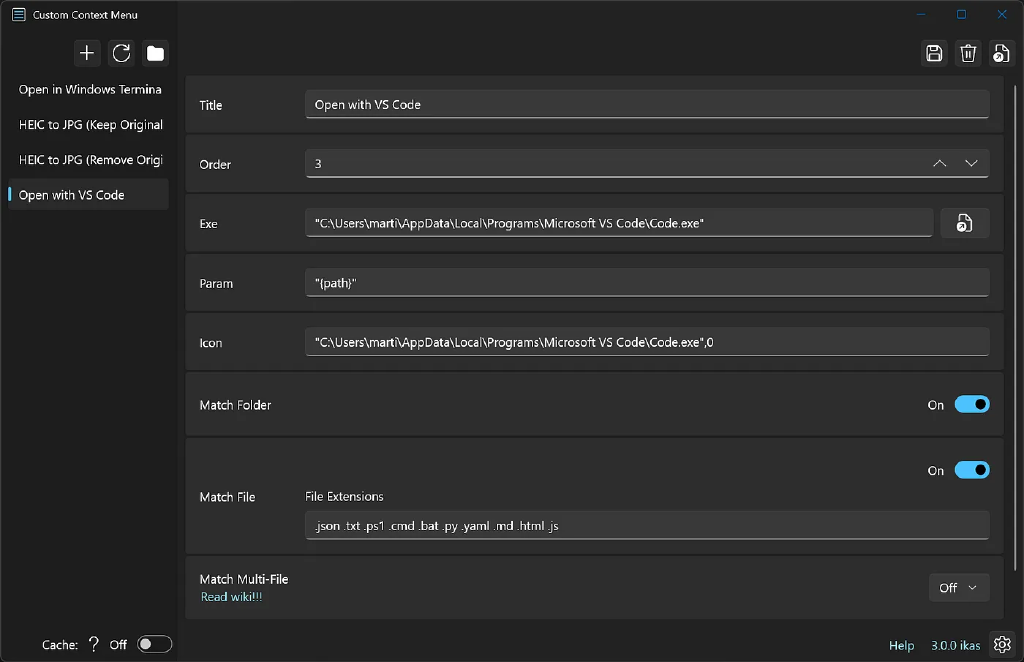 Custom Context Menu
Open in Windows Termina
HEIC to JPG (Keep Original
HEIC to JPG (Remove Origi
Open with VS Code
Title
Open with VS Code
Order
3
Exe
"C:\Users\marti\AppData\Local\Programs\Microsoft VS Code\Code.exe"
Param
"{path}"
Icon
"C:\Users\marti\AppData\Local\Programs\Microsoft VS Code\Code.exe",0
Match Folder
On
On
Match File
File Extensions
.json .txt .ps1 .cmd .bat .py .yaml .md .html .js
Match Multi-File
Read wiki!!!
Off
Cache: ? Off
Help 3.0.0 ikas